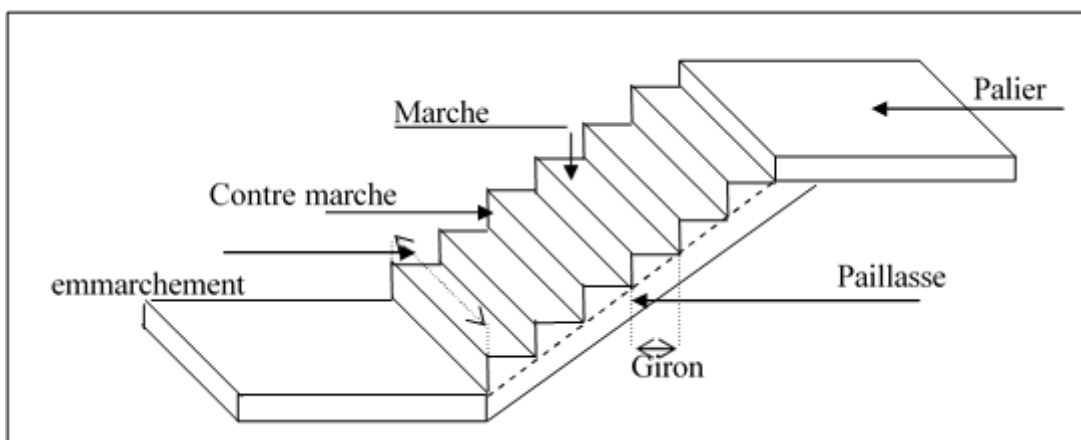 Palier
Marche
Contre marche
emmarchement
Paillasse
Giron